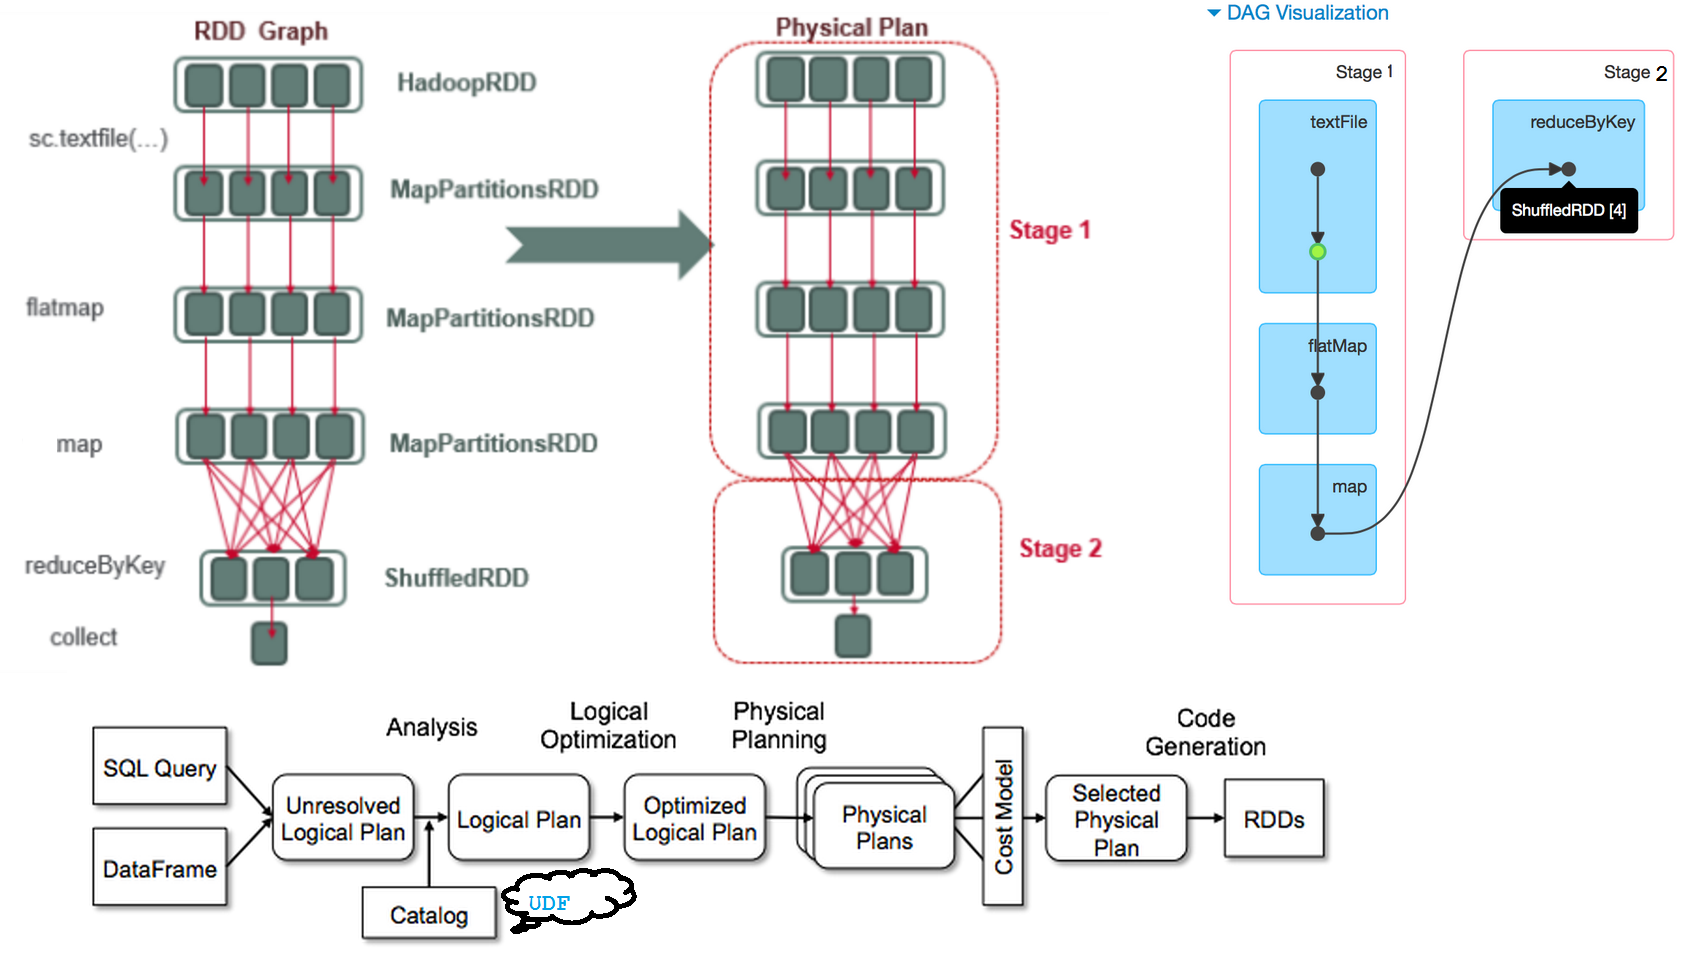 RDD Graph
HadoopRDD
sc.textfile(...)
MapPartitionsRDD
flatmap
MapPartitionsRDD
map
MapPartitionsRDD
reduceByKey
ShuffledRDD
collect
Physical Plan
Stage 1
Stage 2
DAG Visualization
Stage 1
textFile
flatMap
map
Stage 2
reduceByKey
ShuffledRDD [4]
SQL Query
DataFrame
Unresolved
Logical Plan
Analysis
Catalog
UDF
Logical Plan
Logical
Optimization
Optimized
Logical Plan
Physical
Planning
Physical
Plans
Cost Model
Selected
Physical
Plan
Code
Generation
RDDs